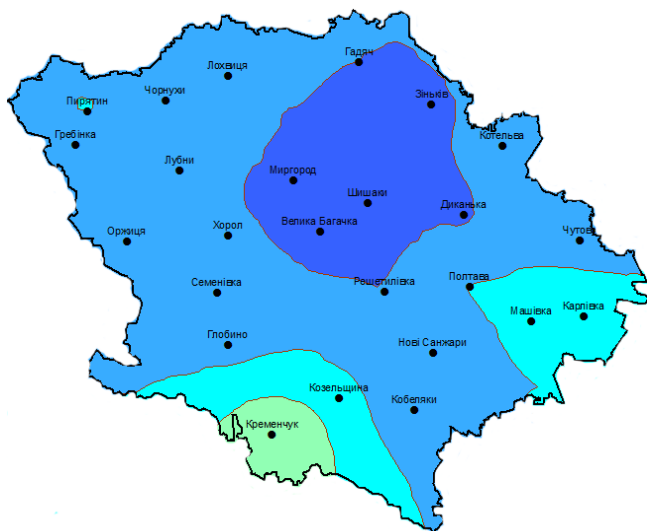 Гадяч
Лохвиця
Зіньків
Чорнухи
Пирятин
Котельва
Гребінка
Лубни
Миргород
Шишаки
Диканька
Велика Багачка
Хорол
Оржиця
Чутове
Полтава
Семенівка
Решетилівка
Машівка
Карлівка
Глобино
Нові Санжари
Козельщина
Кобеляки
Кременчук